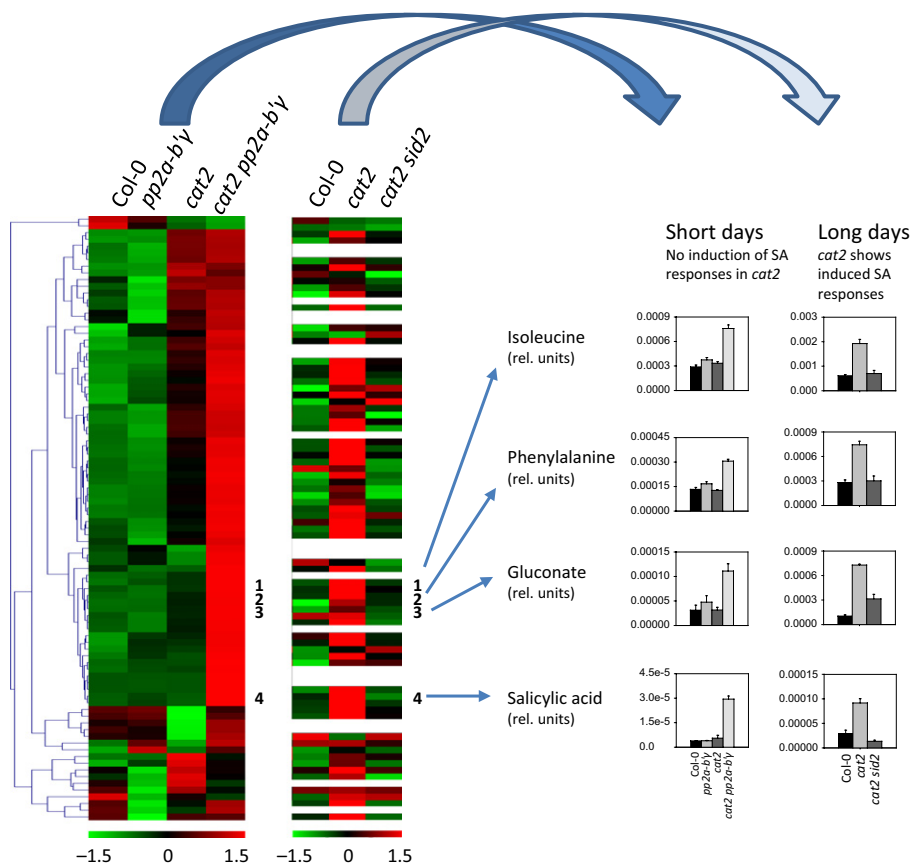 Col-0
pp2a-b'γ
cat2
cat2 pp2a-b'γ
Col-0
cat2
cat2 sid2
1
2
3
4
1
2
3
4
–1.5 0 1.5
–1.5 0 1.5
Short days
No induction of SA
responses in cat2
Long days
cat2 shows
induced SA
responses
Isoleucine
(rel. units)
0.0009
0.0006
0.0003
0.0000
0.003
0.002
0.001
0.000
Phenylalanine
(rel. units)
0.00045
0.00030
0.00015
0.0000
0.0009
0.0006
0.0003
0.0000
Gluconate
(rel. units)
0.00015
0.00010
0.00005
0.00000
0.0009
0.0006
0.0003
0.0000
Salicylic acid
(rel. units)
4.5e-5
3.0e-5
1.5e-5
0.0
0.00015
0.00010
0.00005
0.00000
Col-0
pp2a-b'γ
cat2
cat2 pp2a-b'γ
Col-0
cat2
cat2 sid2